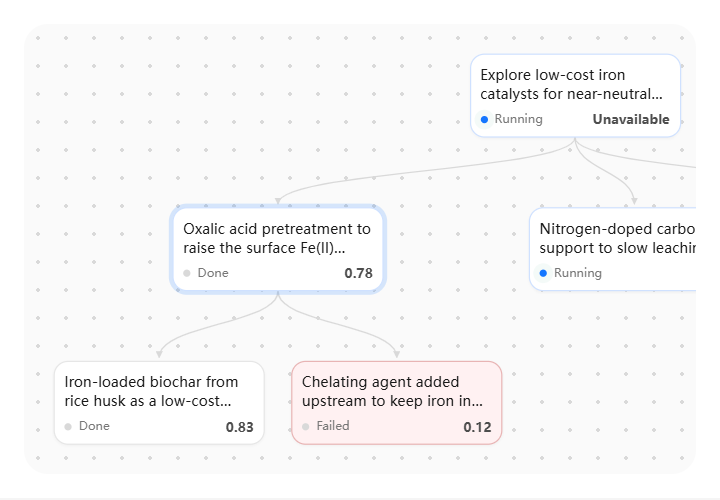 Explore low-cost iron
catalysts for near-neutral...
Running
Unavailable
Oxalic acid pretreatment to
raise the surface Fe(II)...
Done
0.78
Nitrogen-doped carbo
support to slow leachin
Running
Iron-loaded biochar from
rice husk as a low-cost...
Done
0.83
Chelating agent added
upstream to keep iron in...
Failed
0.12